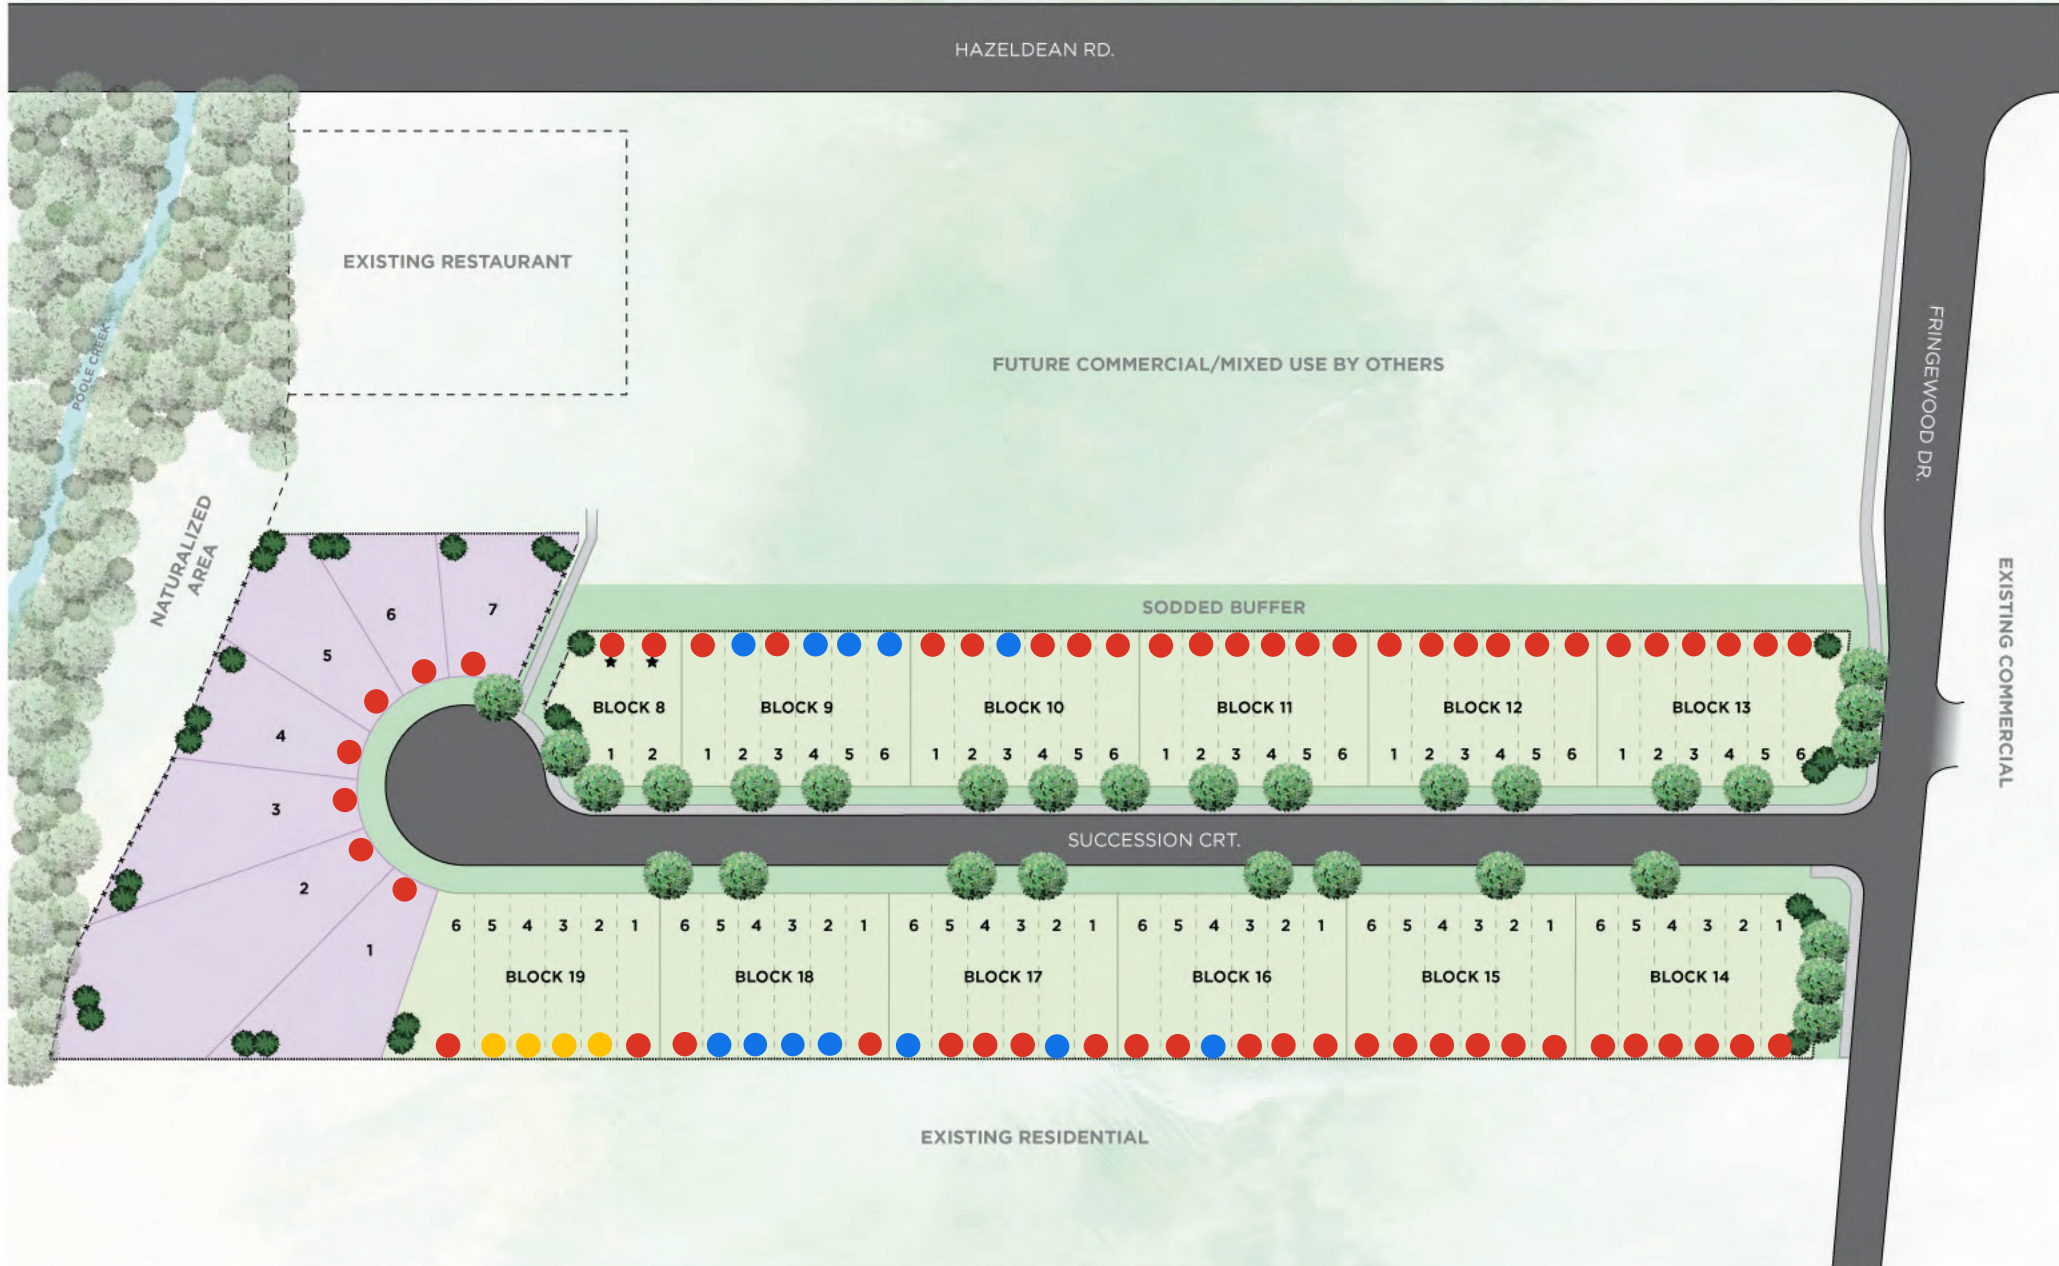 HAZELDEAN RD.
EXISTING RESTAURANT
POOLE CREEK
FUTURE COMMERCIAL/MIXED USE BY OTHERS
FRINGEWOOD DR.
NATURALIZED
AREA
EXISTING COMMERCIAL
SODDED BUFFER
7
6
5
4
3
2
1
BLOCK 8 BLOCK 9 BLOCK 10 BLOCK 11 BLOCK 12 BLOCK 13
1 2 1 2 3 4 5 6 1 2 3 4 5 6 1 2 3 4 5 6 1 2 3 4 5 6 1 2 3 4 5 6
SUCCESSION CRT.
6 5 4 3 2 1 6 5 4 3 2 1 6 5 4 3 2 1 6 5 4 3 2 1 6 5 4 3 2 1 6 5 4 3 2 1
BLOCK 19 BLOCK 18 BLOCK 17 BLOCK 16 BLOCK 15 BLOCK 14
EXISTING RESIDENTIAL